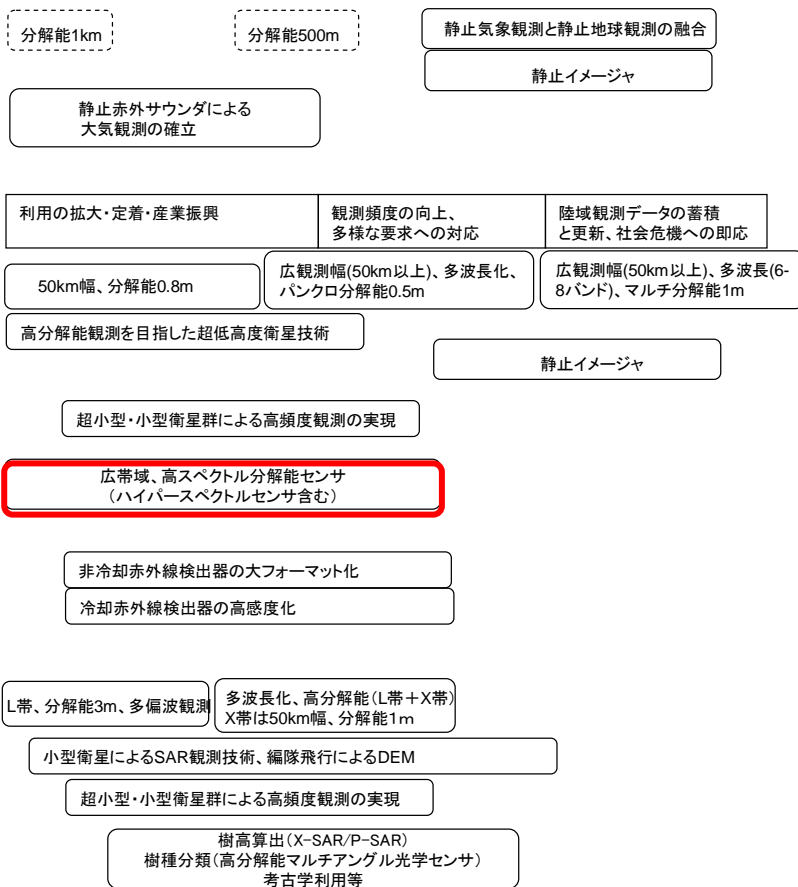 分解能1km
分解能500m
静止気象観測と静止地球観測の融合
静止イメージャ
静止赤外サウンダによる
大気観測の確立
利用の拡大・定着・産業振興
観測頻度の向上、
多様な要求への対応
陸域観測データの蓄積
と更新、社会危機への即応
50km幅、分解能0.8m
広観測幅(50km以上)、多波長化、
パンクロ分解能0.5m
広観測幅(50km以上)、多波長(6-
8バンド)、マルチ分解能1m
高分解能観測を目指した超低高度衛星技術
静止イメージャ
超小型・小型衛星群による高頻度観測の実現
広帯域、高スペクトル分解能センサ
（ハイパースペクトルセンサ含む）
非冷却赤外線検出器の大フォーマット化
冷却赤外線検出器の高感度化
L帯、分解能3m、多偏波観測
多波長化、高分解能（L帯＋X帯）
X帯は50km幅、分解能1ｍ
小型衛星によるSAR観測技術、編隊飛行によるDEM
超小型・小型衛星群による高頻度観測の実現
樹高算出（X-SAR/P-SAR）
樹種分類（高分解能マルチアングル光学センサ）
考古学利用等